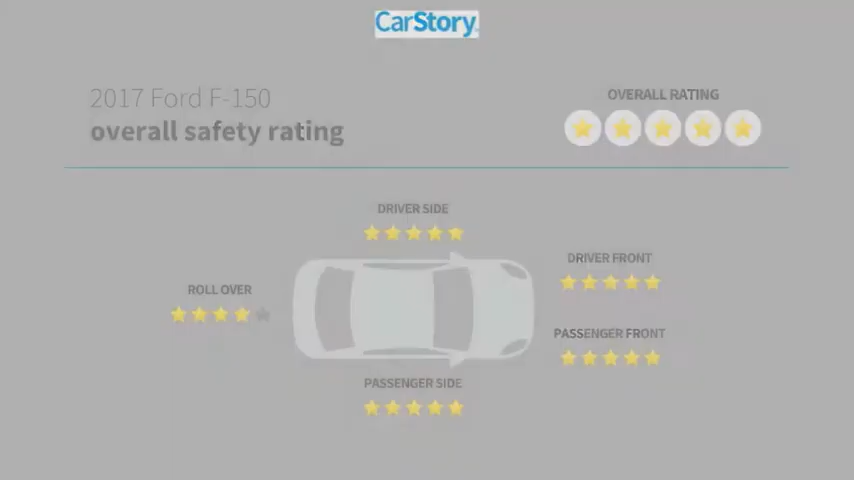 CarStory
2017 Ford F-150
overall safety rating
OVERALL RATING
DRIVER SIDE
DRIVER FRONT
ROLL OVER
PASSENGER FRONT
PASSENGER SIDE